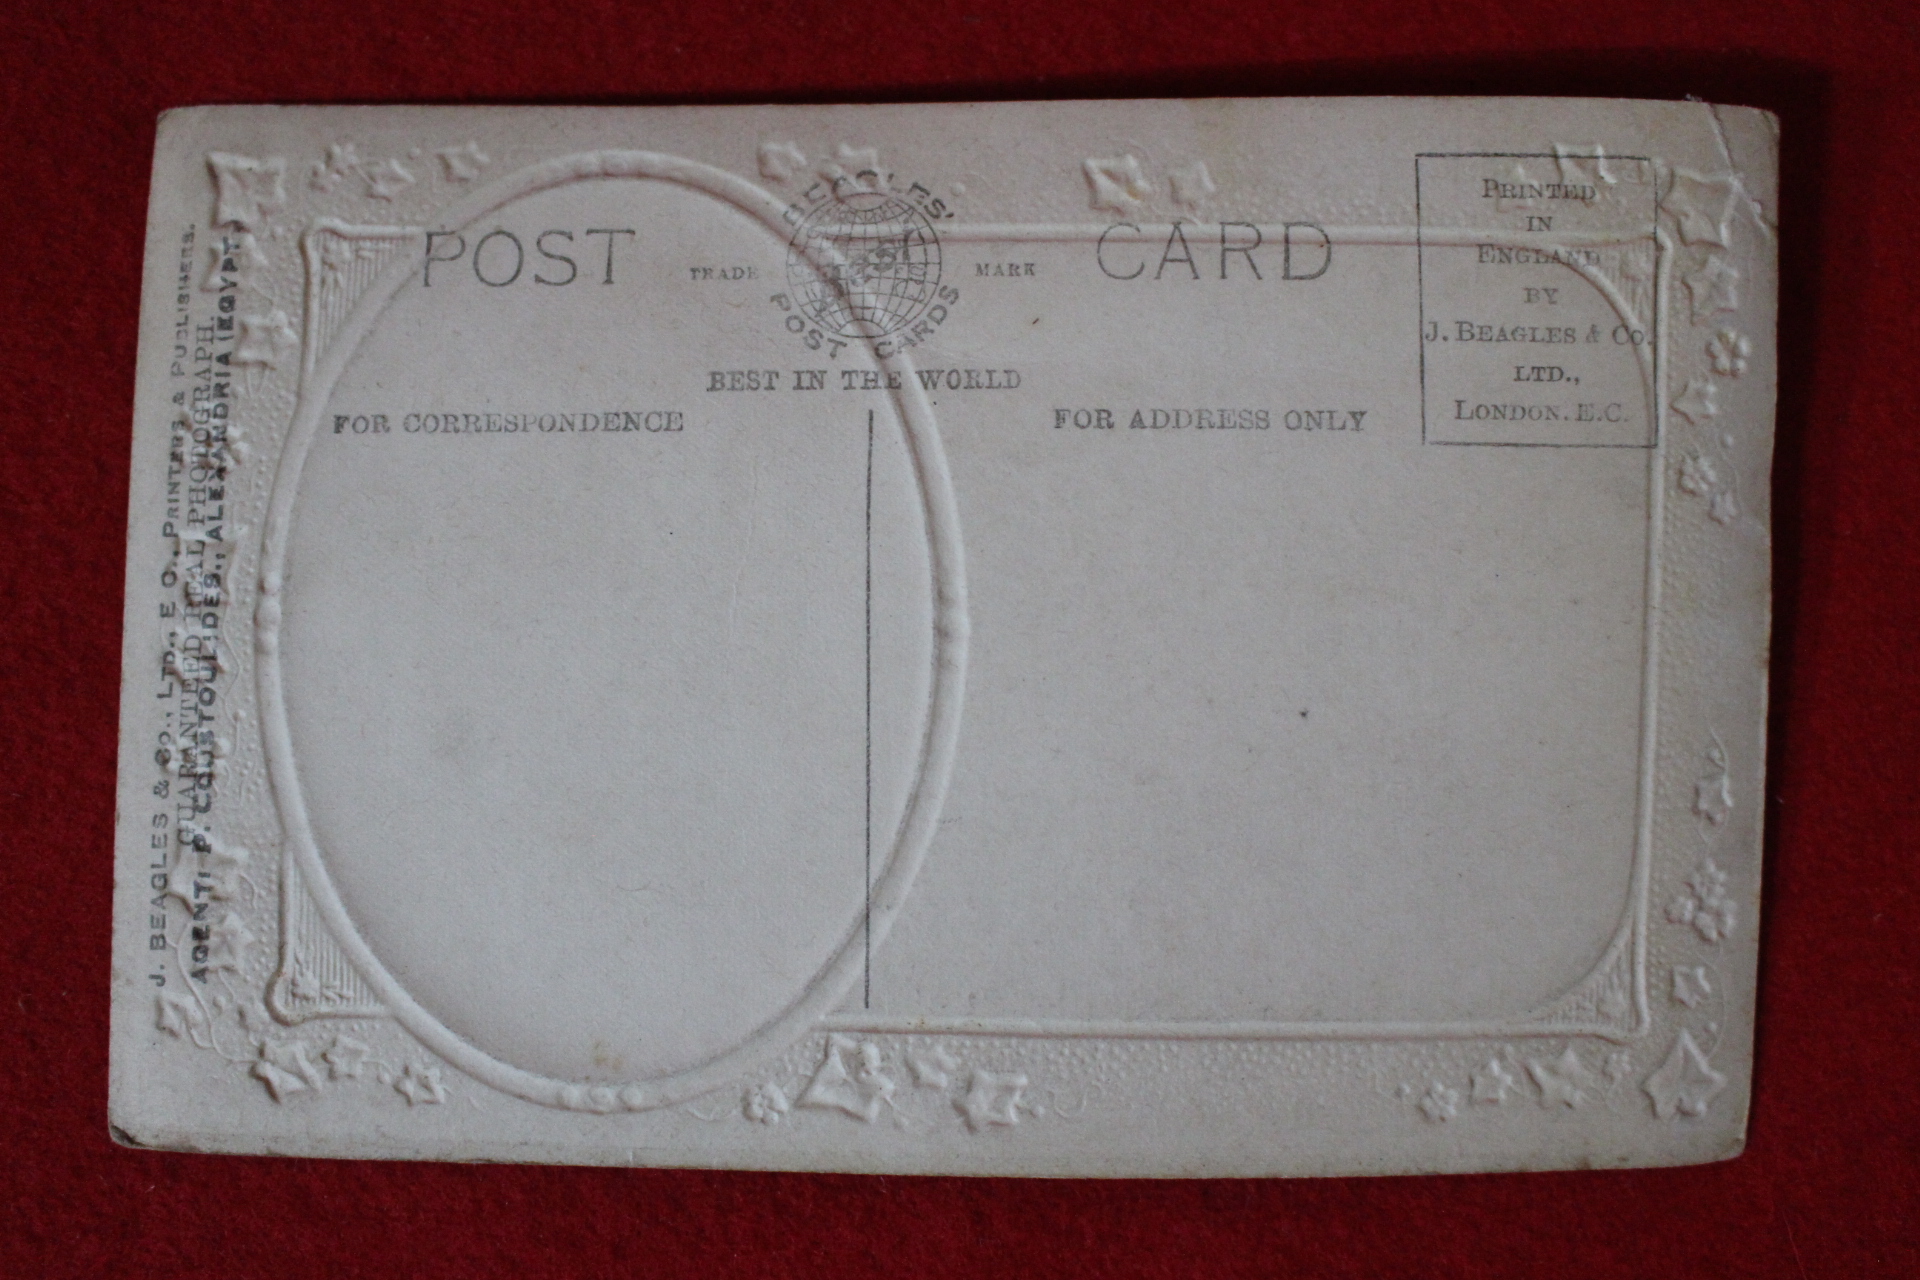 POST CARD
BEAGLES'
TRADE MARK
BEST
POST CARDS
BEST IN THE WORLD
FOR CORRESPONDENCE
FOR ADDRESS ONLY
PRINTED
IN
ENGLAND
BY
J. BEAGLES & CO.
LTD.,
LONDON. E.C.
J. BEAGLES & CO., LTD., E C., PRINTERS & PUBLISHERS.
GUARANTEED REAL PHOTOGRAPH.
AGENT: P. COUSTOULIDES., ALEXANDRIA (EGYPT)